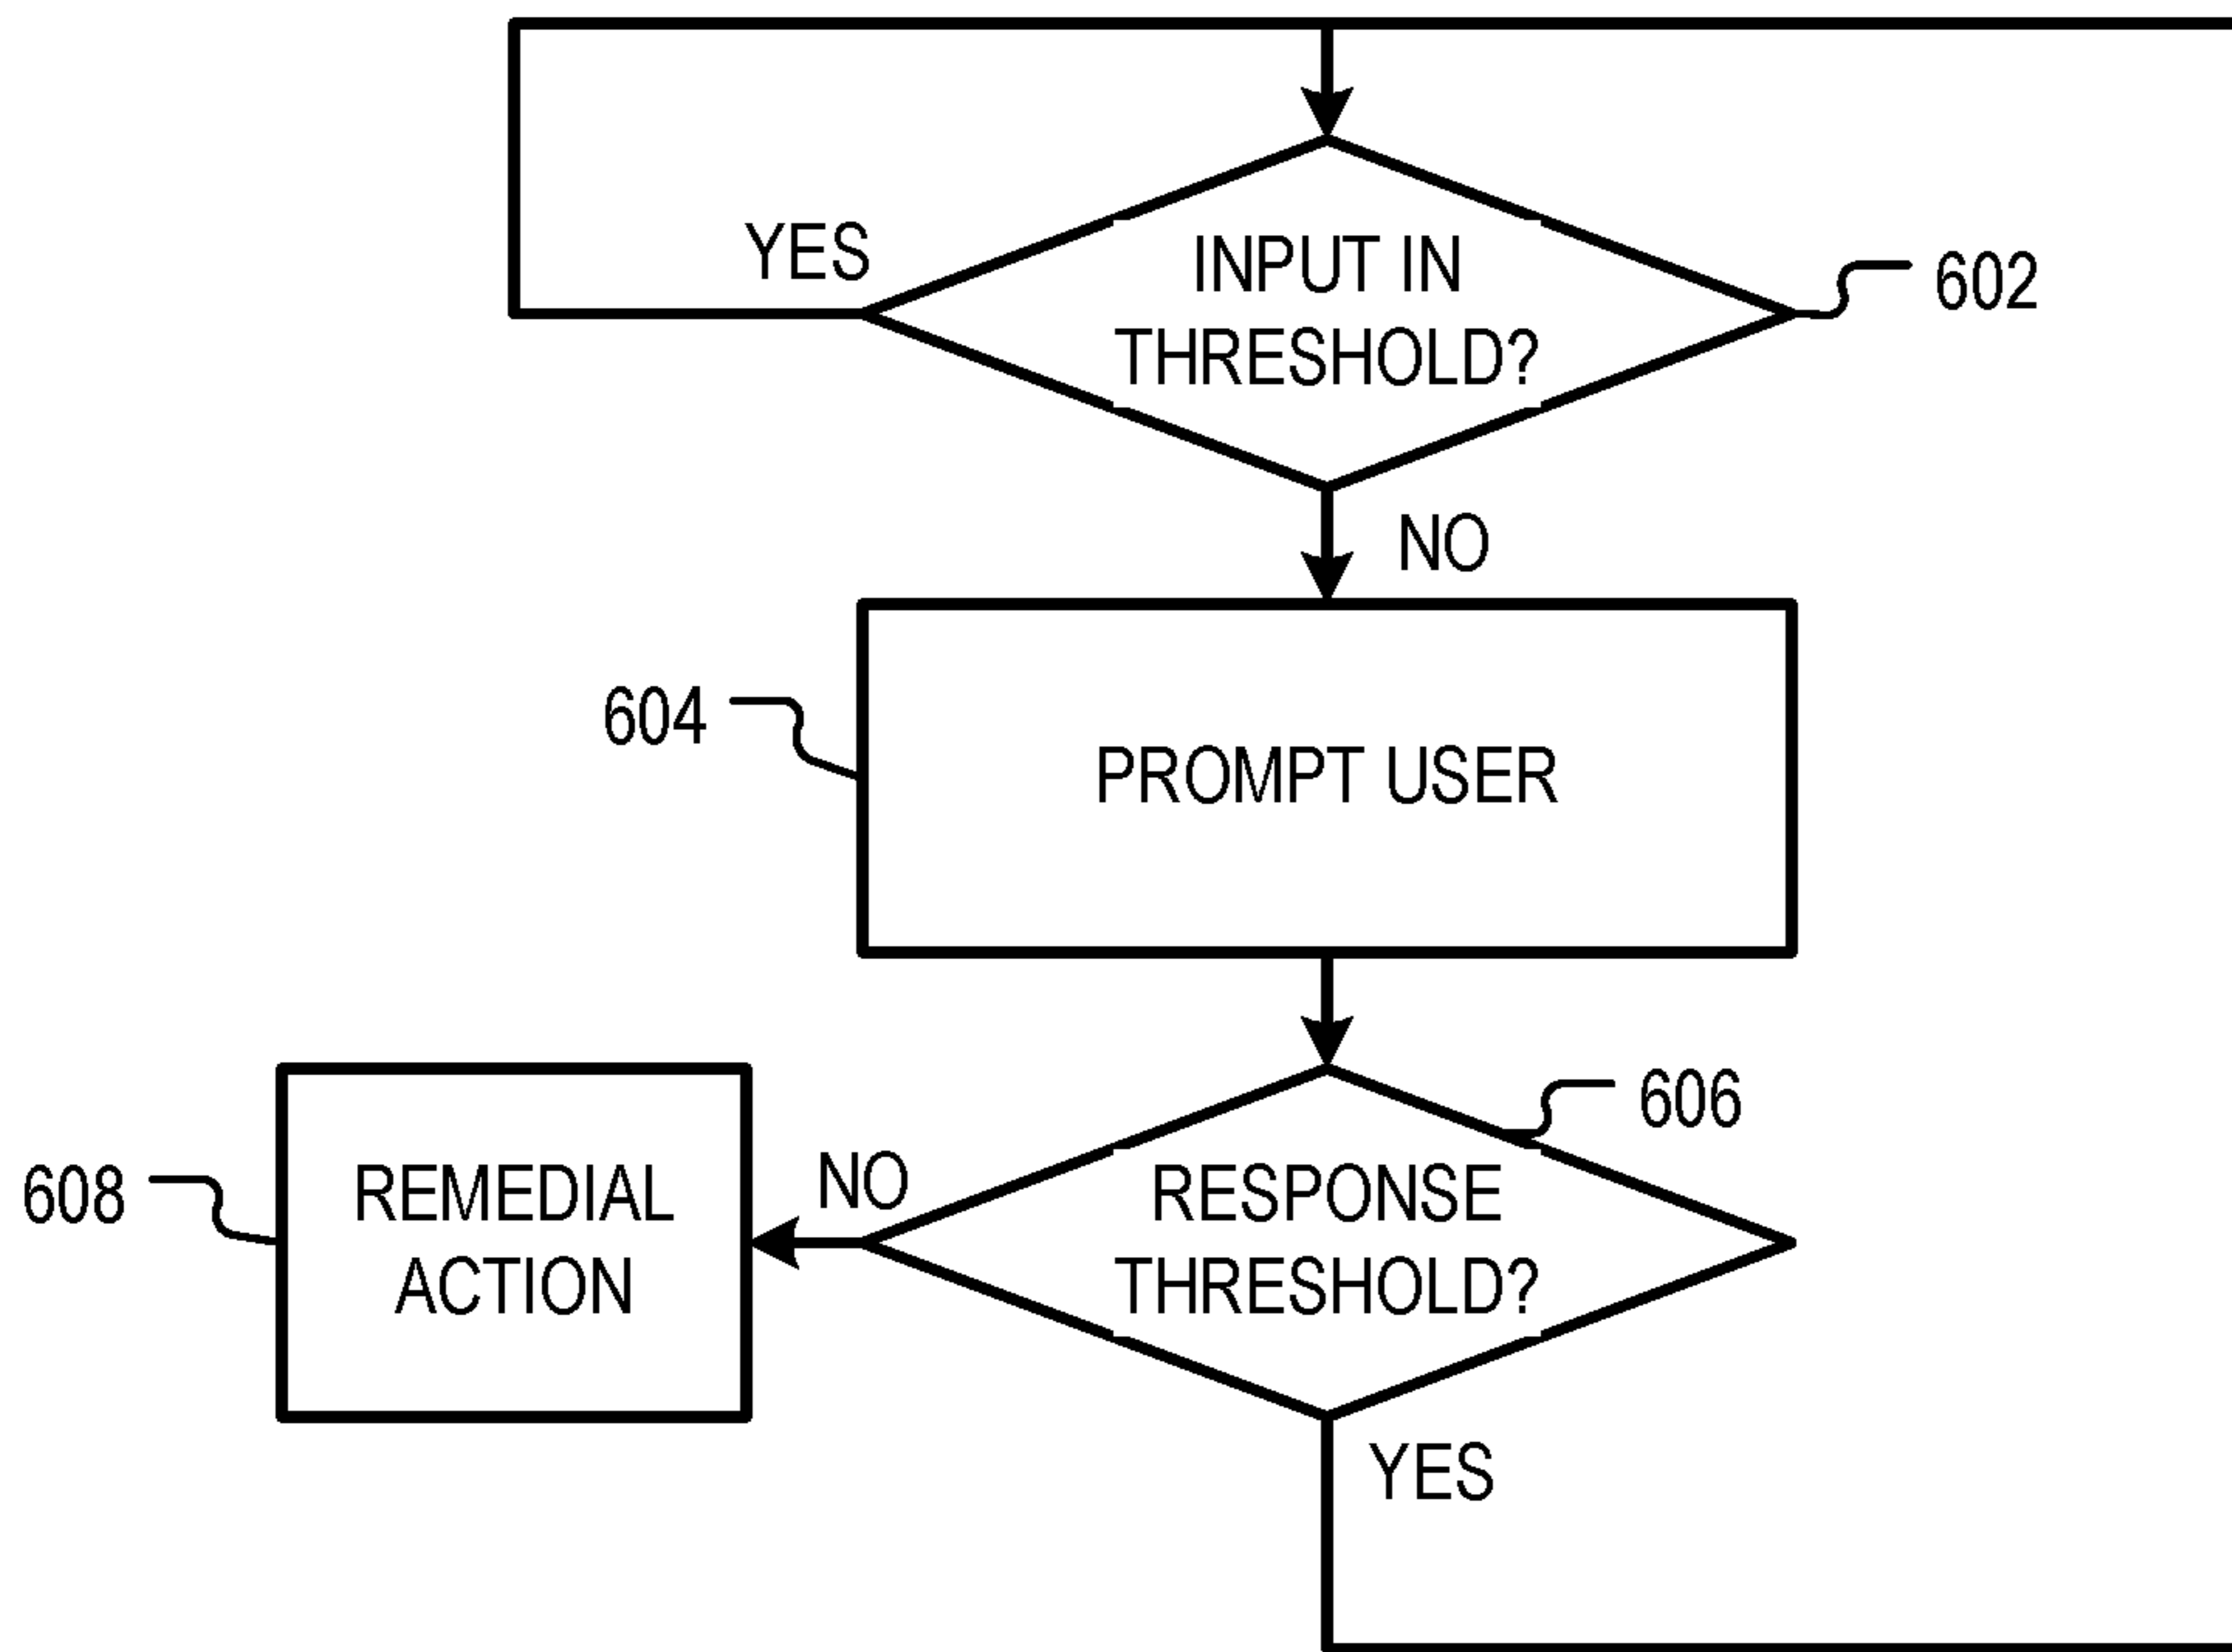 YES
INPUT IN
THRESHOLD?
602
NO
604
PROMPT USER
606
608
REMEDIAL
ACTION
NO
RESPONSE
THRESHOLD?
YES